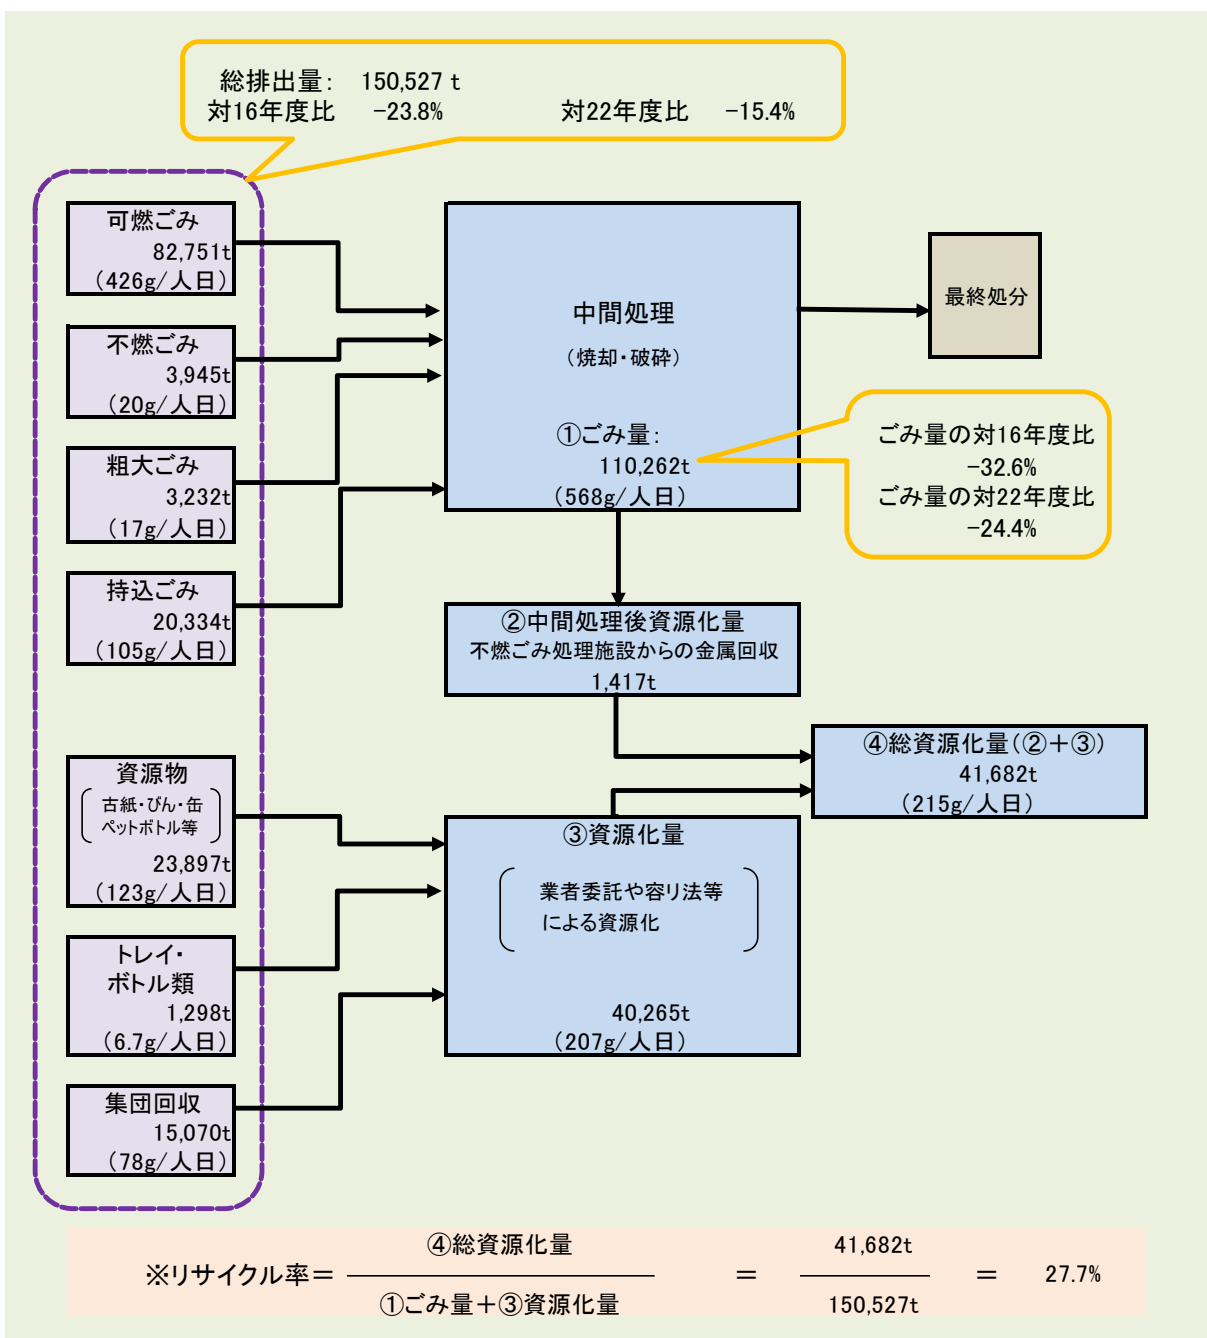 総排出量: 150,527 t
対16年度比 -23.8% 対22年度比 -15.4%
可燃ごみ
82,751t
(426g/人日)
不燃ごみ
3,945t
(20g/人日)
粗大ごみ
3,232t
(17g/人日)
持込ごみ
20,334t
(105g/人日)
資源物
古紙・びん・缶
ペットボトル等
23,897t
(123g/人日)
トレイ・
ボトル類
1,298t
(6.7g/人日)
集団回収
15,070t
(78g/人日)
中間処理
(焼却・破砕)
①ごみ量:
110,262t
(568g/人日)
最終処分
ごみ量の対16年度比
-32.6%
ごみ量の対22年度比
-24.4%
②中間処理後資源化量
不燃ごみ処理施設からの金属回収
1,417t
④総資源化量(②+③)
41,682t
(215g/人日)
③資源化量
業者委託や容リ法等
による資源化
40,265t
(207g/人日)
④総資源化量 41,682t
※リサイクル率= = = 27.7%
①ごみ量+③資源化量 150,527t